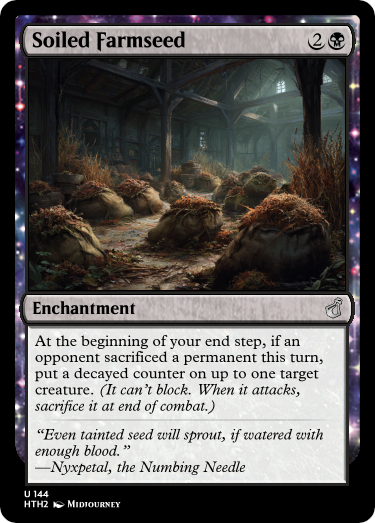 Soiled Farmseed 2
Enchantment
At the beginning of your end step, if an
opponent sacrificed a permanent this turn,
put a decayed counter on up to one target
creature. (It can't block. When it attacks,
sacrifice it at end of combat.)
“Even tainted seed will sprout, if watered with
enough blood.”
—Nyxpetal, the Numbing Needle
U 144
HTH2 Midjourney